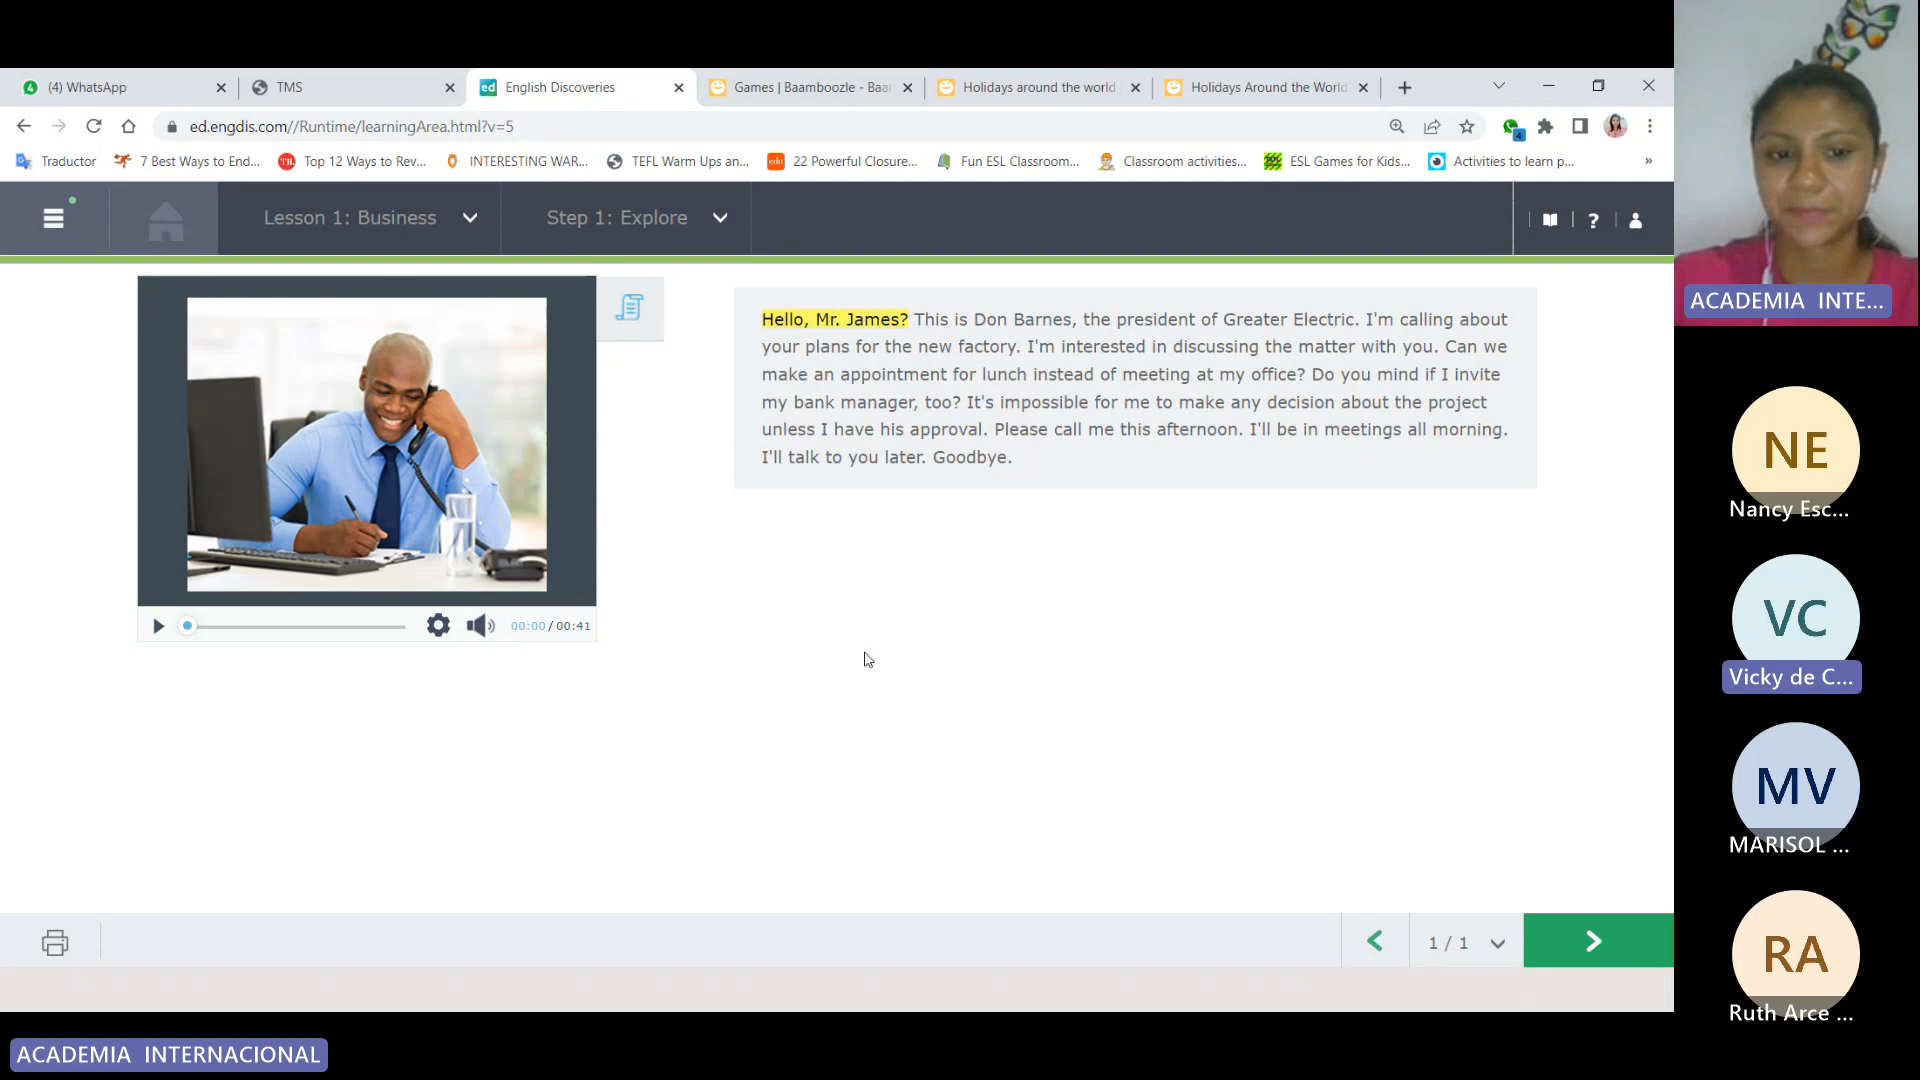 (4) WhatsApp
TMS
ed English Discoveries
Games | Baamboozle - Baa
Holidays around the world
Holidays Around the World
ed.engdis.com//Runtime/learningArea.html?v=5
4
Traductor
7 Best Ways to End...
Top 12 Ways to Rev...
INTERESTING WAR...
TEFL Warm Ups an...
22 Powerful Closure...
Fun ESL Classroom...
Classroom activities...
ESL Games for Kids...
Activities to learn p...
»
Lesson 1: Business
Step 1: Explore
?
Hello, Mr. James? This is Don Barnes, the president of Greater Electric. I'm calling about
your plans for the new factory. I'm interested in discussing the matter with you. Can we
make an appointment for lunch instead of meeting at my office? Do you mind if I invite
my bank manager, too? It's impossible for me to make any decision about the project
unless I have his approval. Please call me this afternoon. I'll be in meetings all morning.
I'll talk to you later. Goodbye.
00:00 / 00:41
1 / 1
ACADEMIA INTERNACIONAL
ACADEMIA INTE...
NE
Nancy Esc...
VC
Vicky de C...
MV
MARISOL ...
RA
Ruth Arce ...